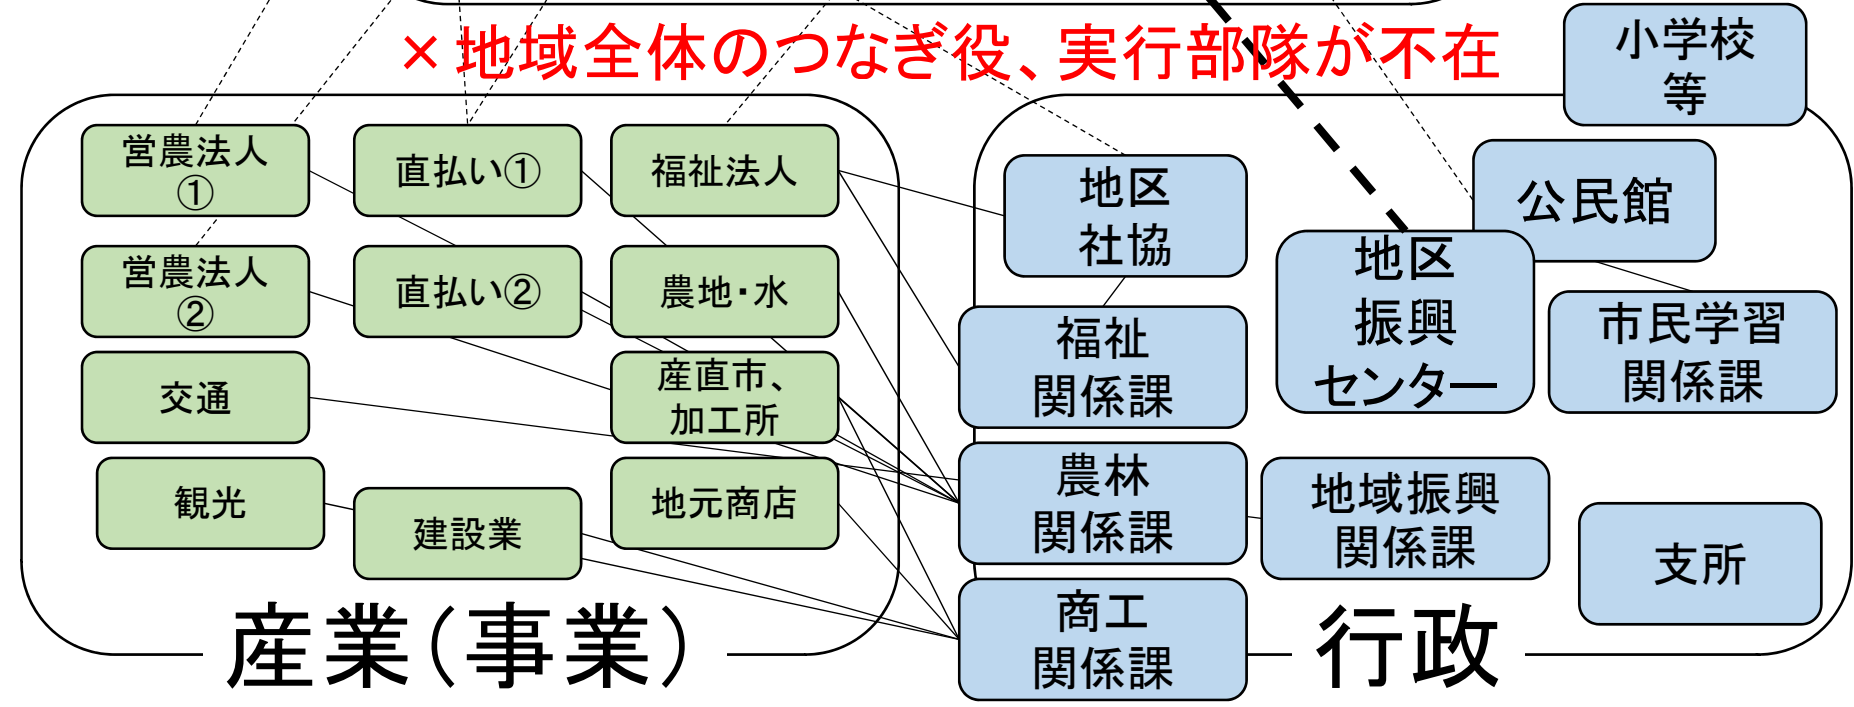 ×地域全体のつなぎ役、実行部隊が不在
小学校
等
営農法人
①
直払い①
福祉法人
営農法人
②
直払い②
農地・水
交通
産直市、
加工所
観光
建設業
地元商店
産業(事業)
地区
社協
公民館
地区
振興
センター
福祉
関係課
市民学習
関係課
農林
関係課
地域振興
関係課
支所
商工
関係課
行政